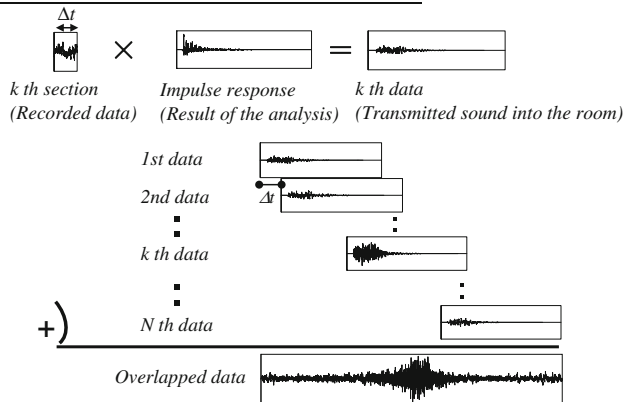 Δt
× =
k th section Impulse response k th data
(Recorded data) (Result of the analysis) (Transmitted sound into the room)
1st data
2nd data Δt
k th data
+) N th data
Overlapped data